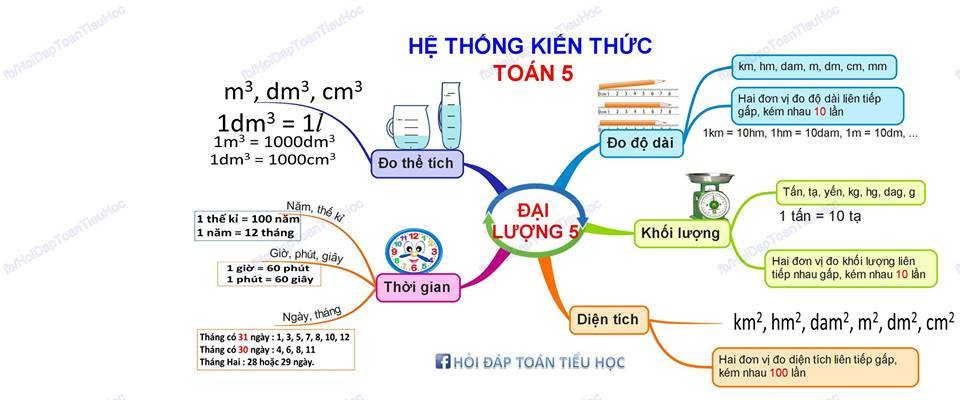 HỆ THỐNG KIẾN THỨC
TOÁN 5
ĐẠI
LƯỢNG 5
Đo thể tích
m³, dm³, cm³
1dm³ = 1l
1m³ = 1000dm³
1dm³ = 1000cm³
Đo độ dài
km, hm, dam, m, dm, cm, mm
Hai đơn vị đo độ dài liên tiếp
gấp, kém nhau 10 lần
1km = 10hm, 1hm = 10dam, 1m = 10dm, ...
Khối lượng
Tấn, tạ, yến, kg, hg, dag, g
1 tấn = 10 tạ
Hai đơn vị đo khối lượng liên
tiếp nhau gấp, kém nhau 10 lần
Diện tích
km², hm², dam², m², dm², cm²
Hai đơn vị đo diện tích liên tiếp gấp,
kém nhau 100 lần
Thời gian
Năm, thế kỉ
1 thế kỉ = 100 năm
1 năm = 12 tháng
Giờ, phút, giây
1 giờ = 60 phút
1 phút = 60 giây
Ngày, tháng
Tháng có 31 ngày : 1, 3, 5, 7, 8, 10, 12
Tháng có 30 ngày : 4, 6, 8, 11
Tháng Hai : 28 hoặc 29 ngày.
HỎI ĐÁP TOÁN TIỂU HỌC
fb/HoiDapToanTieuHoc